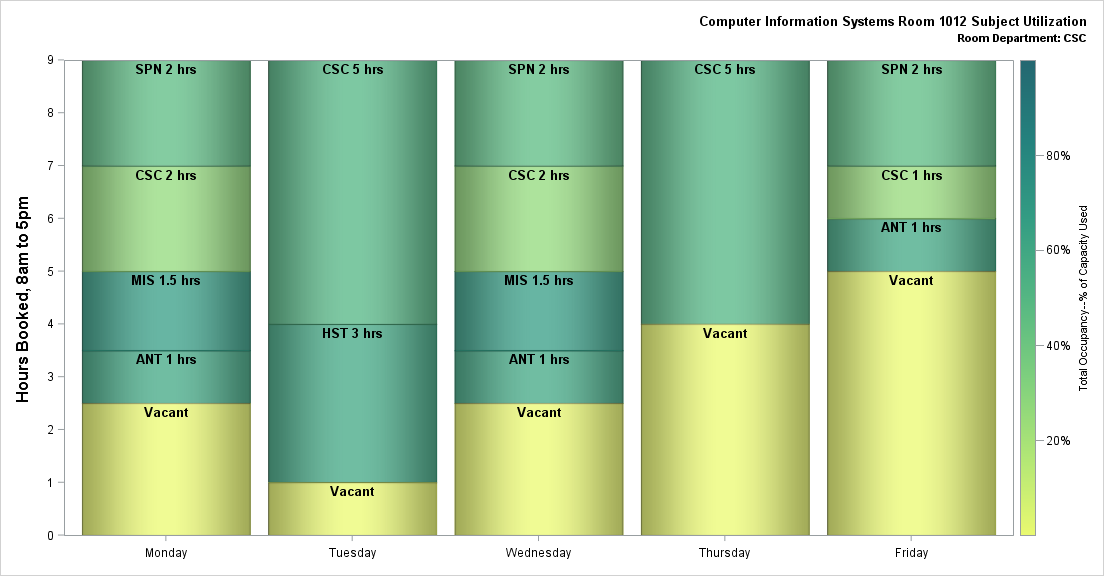 Computer Information Systems Room 1012 Subject Utilization
Room Department: CSC
Hours Booked, 8am to 5pm
9
8
7
6
5
4
3
2
1
0
SPN 2 hrs
CSC 2 hrs
MIS 1.5 hrs
ANT 1 hrs
Vacant
CSC 5 hrs
HST 3 hrs
Vacant
SPN 2 hrs
CSC 2 hrs
MIS 1.5 hrs
ANT 1 hrs
Vacant
CSC 5 hrs
Vacant
SPN 2 hrs
CSC 1 hrs
ANT 1 hrs
Vacant
Monday
Tuesday
Wednesday
Thursday
Friday
80%
60%
40%
20%
Total Occupancy--% of Capacity Used